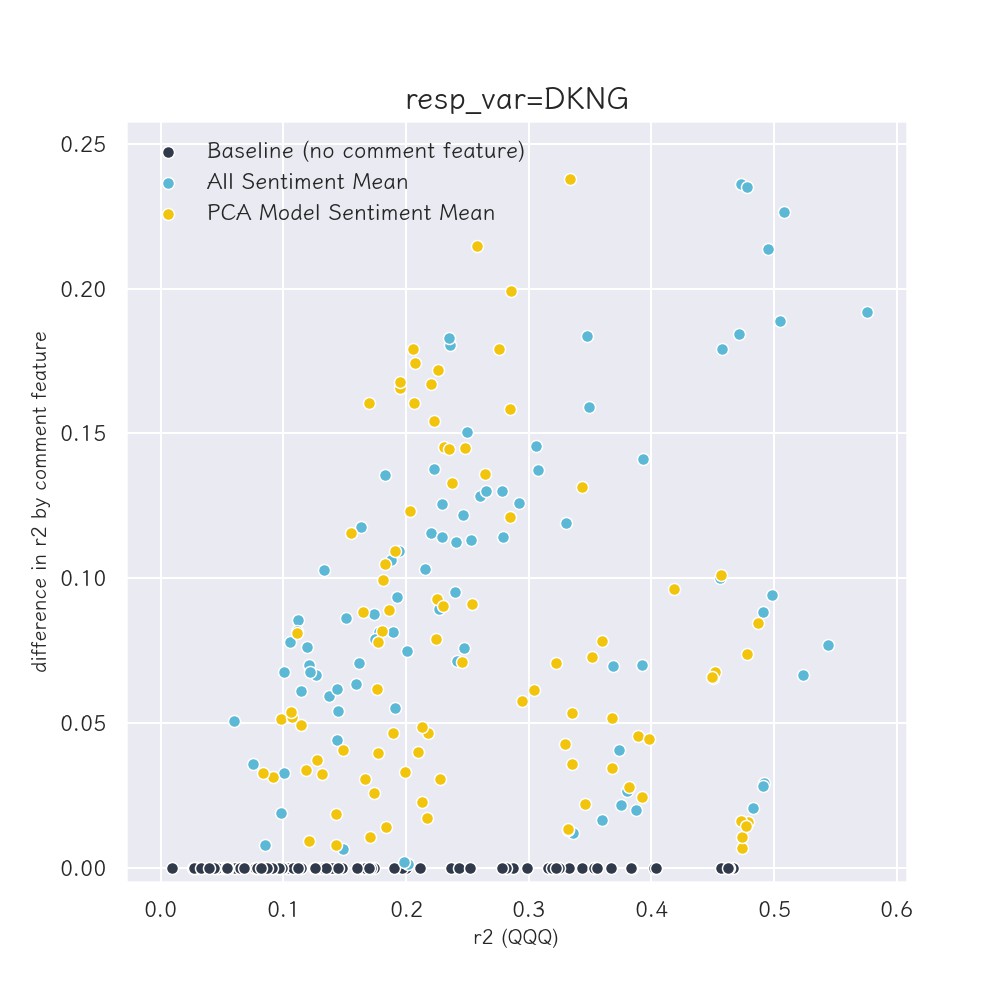 resp_var=DKNG
0.25
0.20
0.15
0.10
0.05
0.00
difference in r2 by comment feature
Baseline (no comment feature)
All Sentiment Mean
PCA Model Sentiment Mean
0.0 0.1 0.2 0.3 0.4 0.5 0.6
r2 (QQQ)